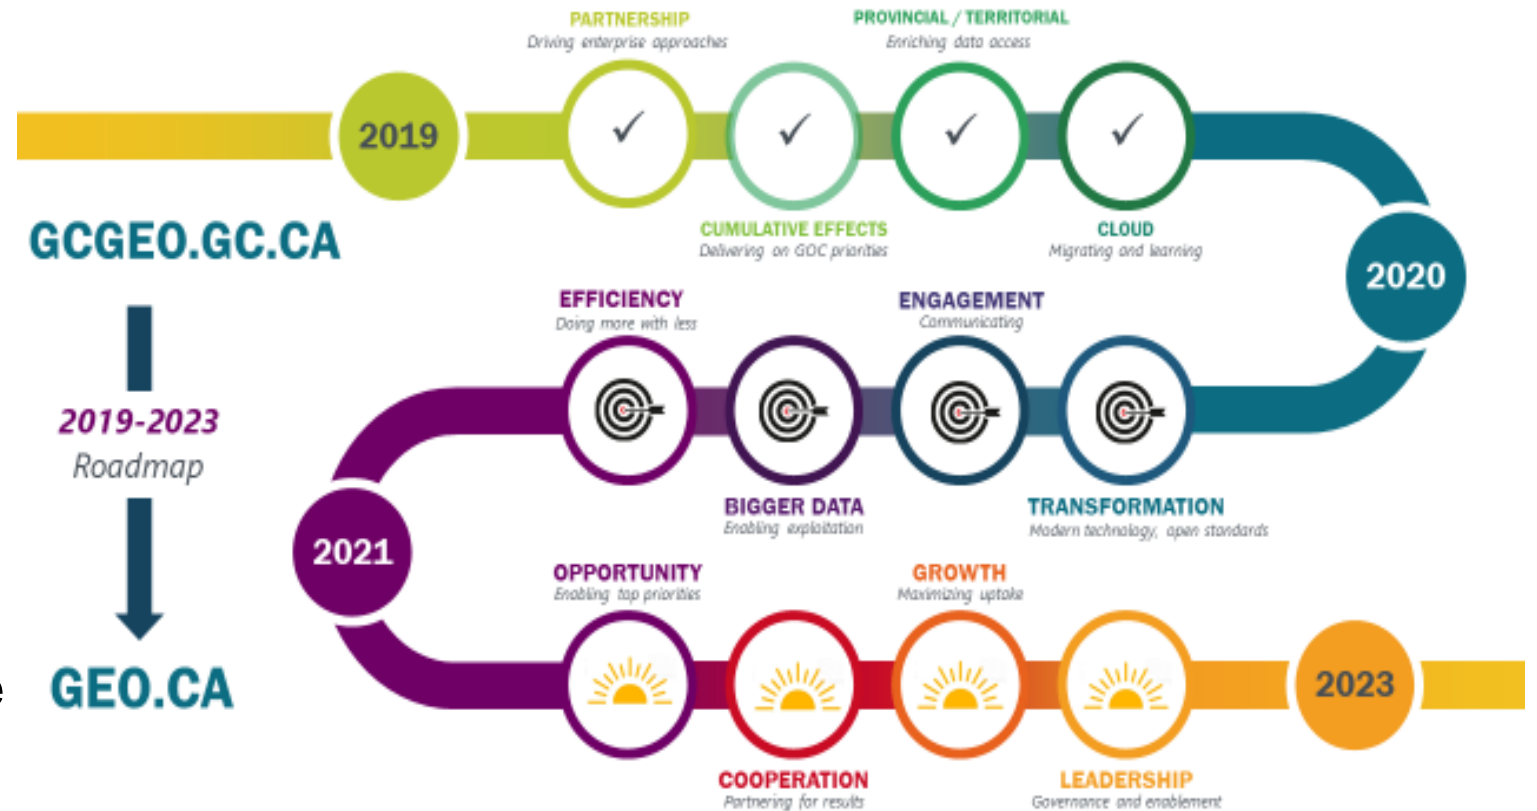 PARTNERSHIP
Driving enterprise approaches
PROVINCIAL / TERRITORIAL
Enriching data access
2019
CUMULATIVE EFFECTS
Delivering on GOC priorities
CLOUD
Migrating and learning
GCGEO.GC.CA
2020
EFFICIENCY
Doing more with less
ENGAGEMENT
Communicating
2019-2023
Roadmap
BIGGER DATA
Enabling exploitation
TRANSFORMATION
Modern technology, open standards
2021
OPPORTUNITY
Enabling top priorities
GROWTH
Maximizing uptake
e
GEO.CA
2023
COOPERATION
Partnering for results
LEADERSHIP
Governance and enablement